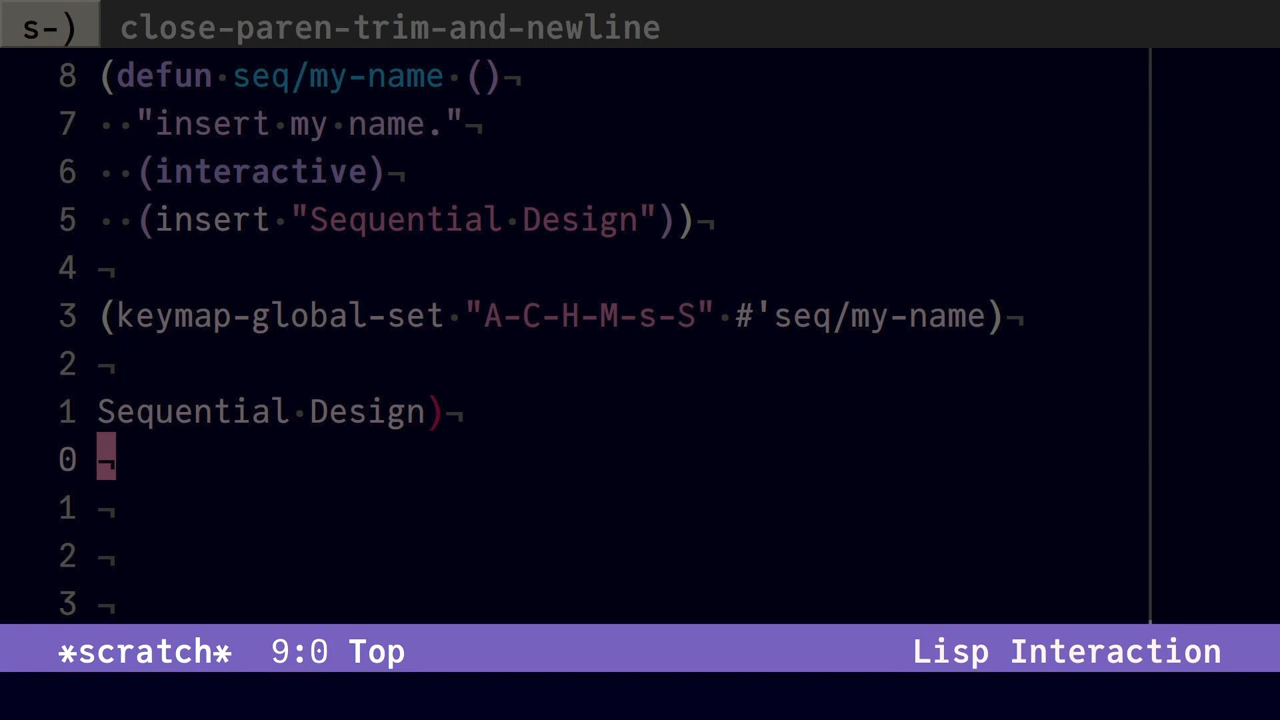 s-) close-paren-trim-and-newline
8 (defun·seq/my-name·()¬
7 ··"insert·my·name."¬
6 ··(interactive)¬
5 ··(insert·"Sequential·Design"))¬
4 ¬
3 (keymap-global-set·"A-C-H-M-s-S"·#'seq/my-name)¬
2 ¬
1 Sequential·Design)¬
0 ¬
1 ¬
2 ¬
3 ¬
*scratch* 9:0 Top Lisp Interaction